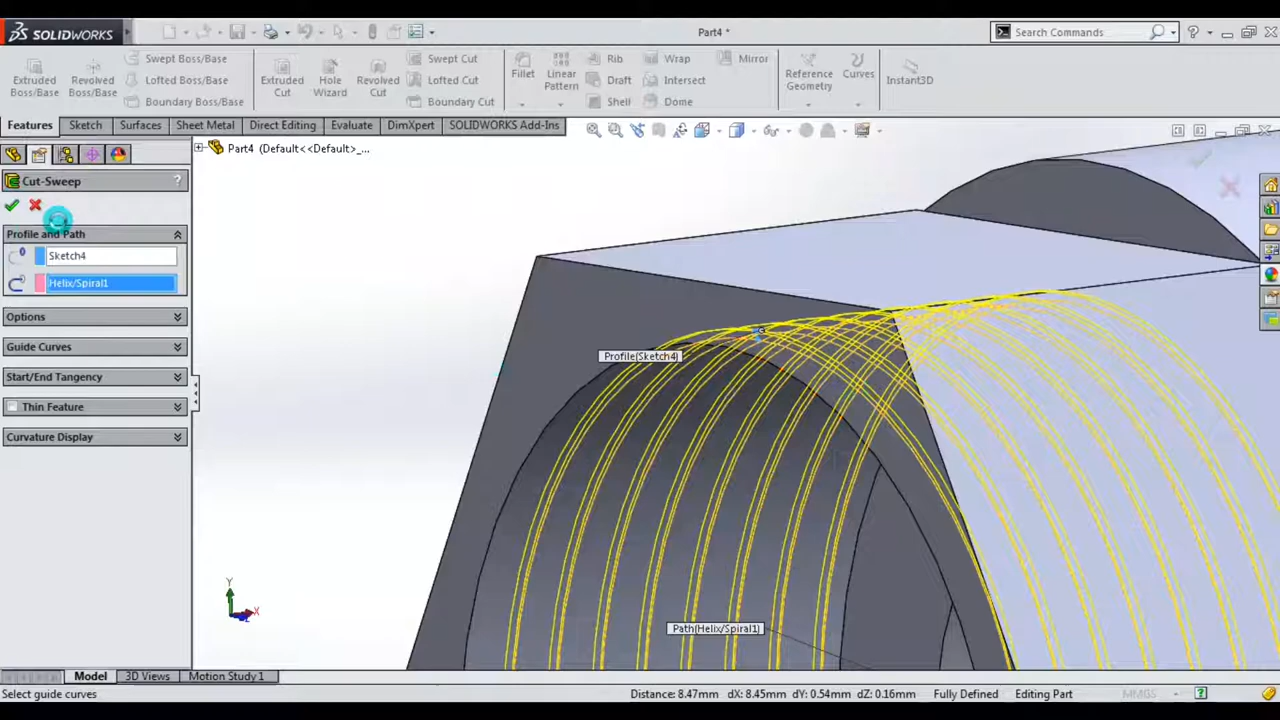 SOLIDWORKS
Part4 *
Search Commands
?
Extruded Boss/Base
Revolved Boss/Base
Swept Boss/Base
Lofted Boss/Base
Boundary Boss/Base
Extruded Cut
Hole Wizard
Revolved Cut
Swept Cut
Lofted Cut
Boundary Cut
Fillet
Linear Pattern
Rib
Draft
Shell
Wrap
Intersect
Dome
Mirror
Reference Geometry
Curves
Instant3D
Features Sketch Surfaces Sheet Metal Direct Editing Evaluate DimXpert SOLIDWORKS Add-Ins
Part4 (Default<<Default>_...
Cut-Sweep ?
Profile and Path
Sketch4
Helix/Spiral1
Options
Guide Curves
Start/End Tangency
Thin Feature
Curvature Display
Profile(Sketch4)
Path(Helix/Spiral1)
Y
X
Model 3D Views Motion Study 1
Select guide curves Distance: 8.47mm dX: 8.45mm dY: 0.54mm dZ: 0.16mm Fully Defined Editing Part MMGS ?